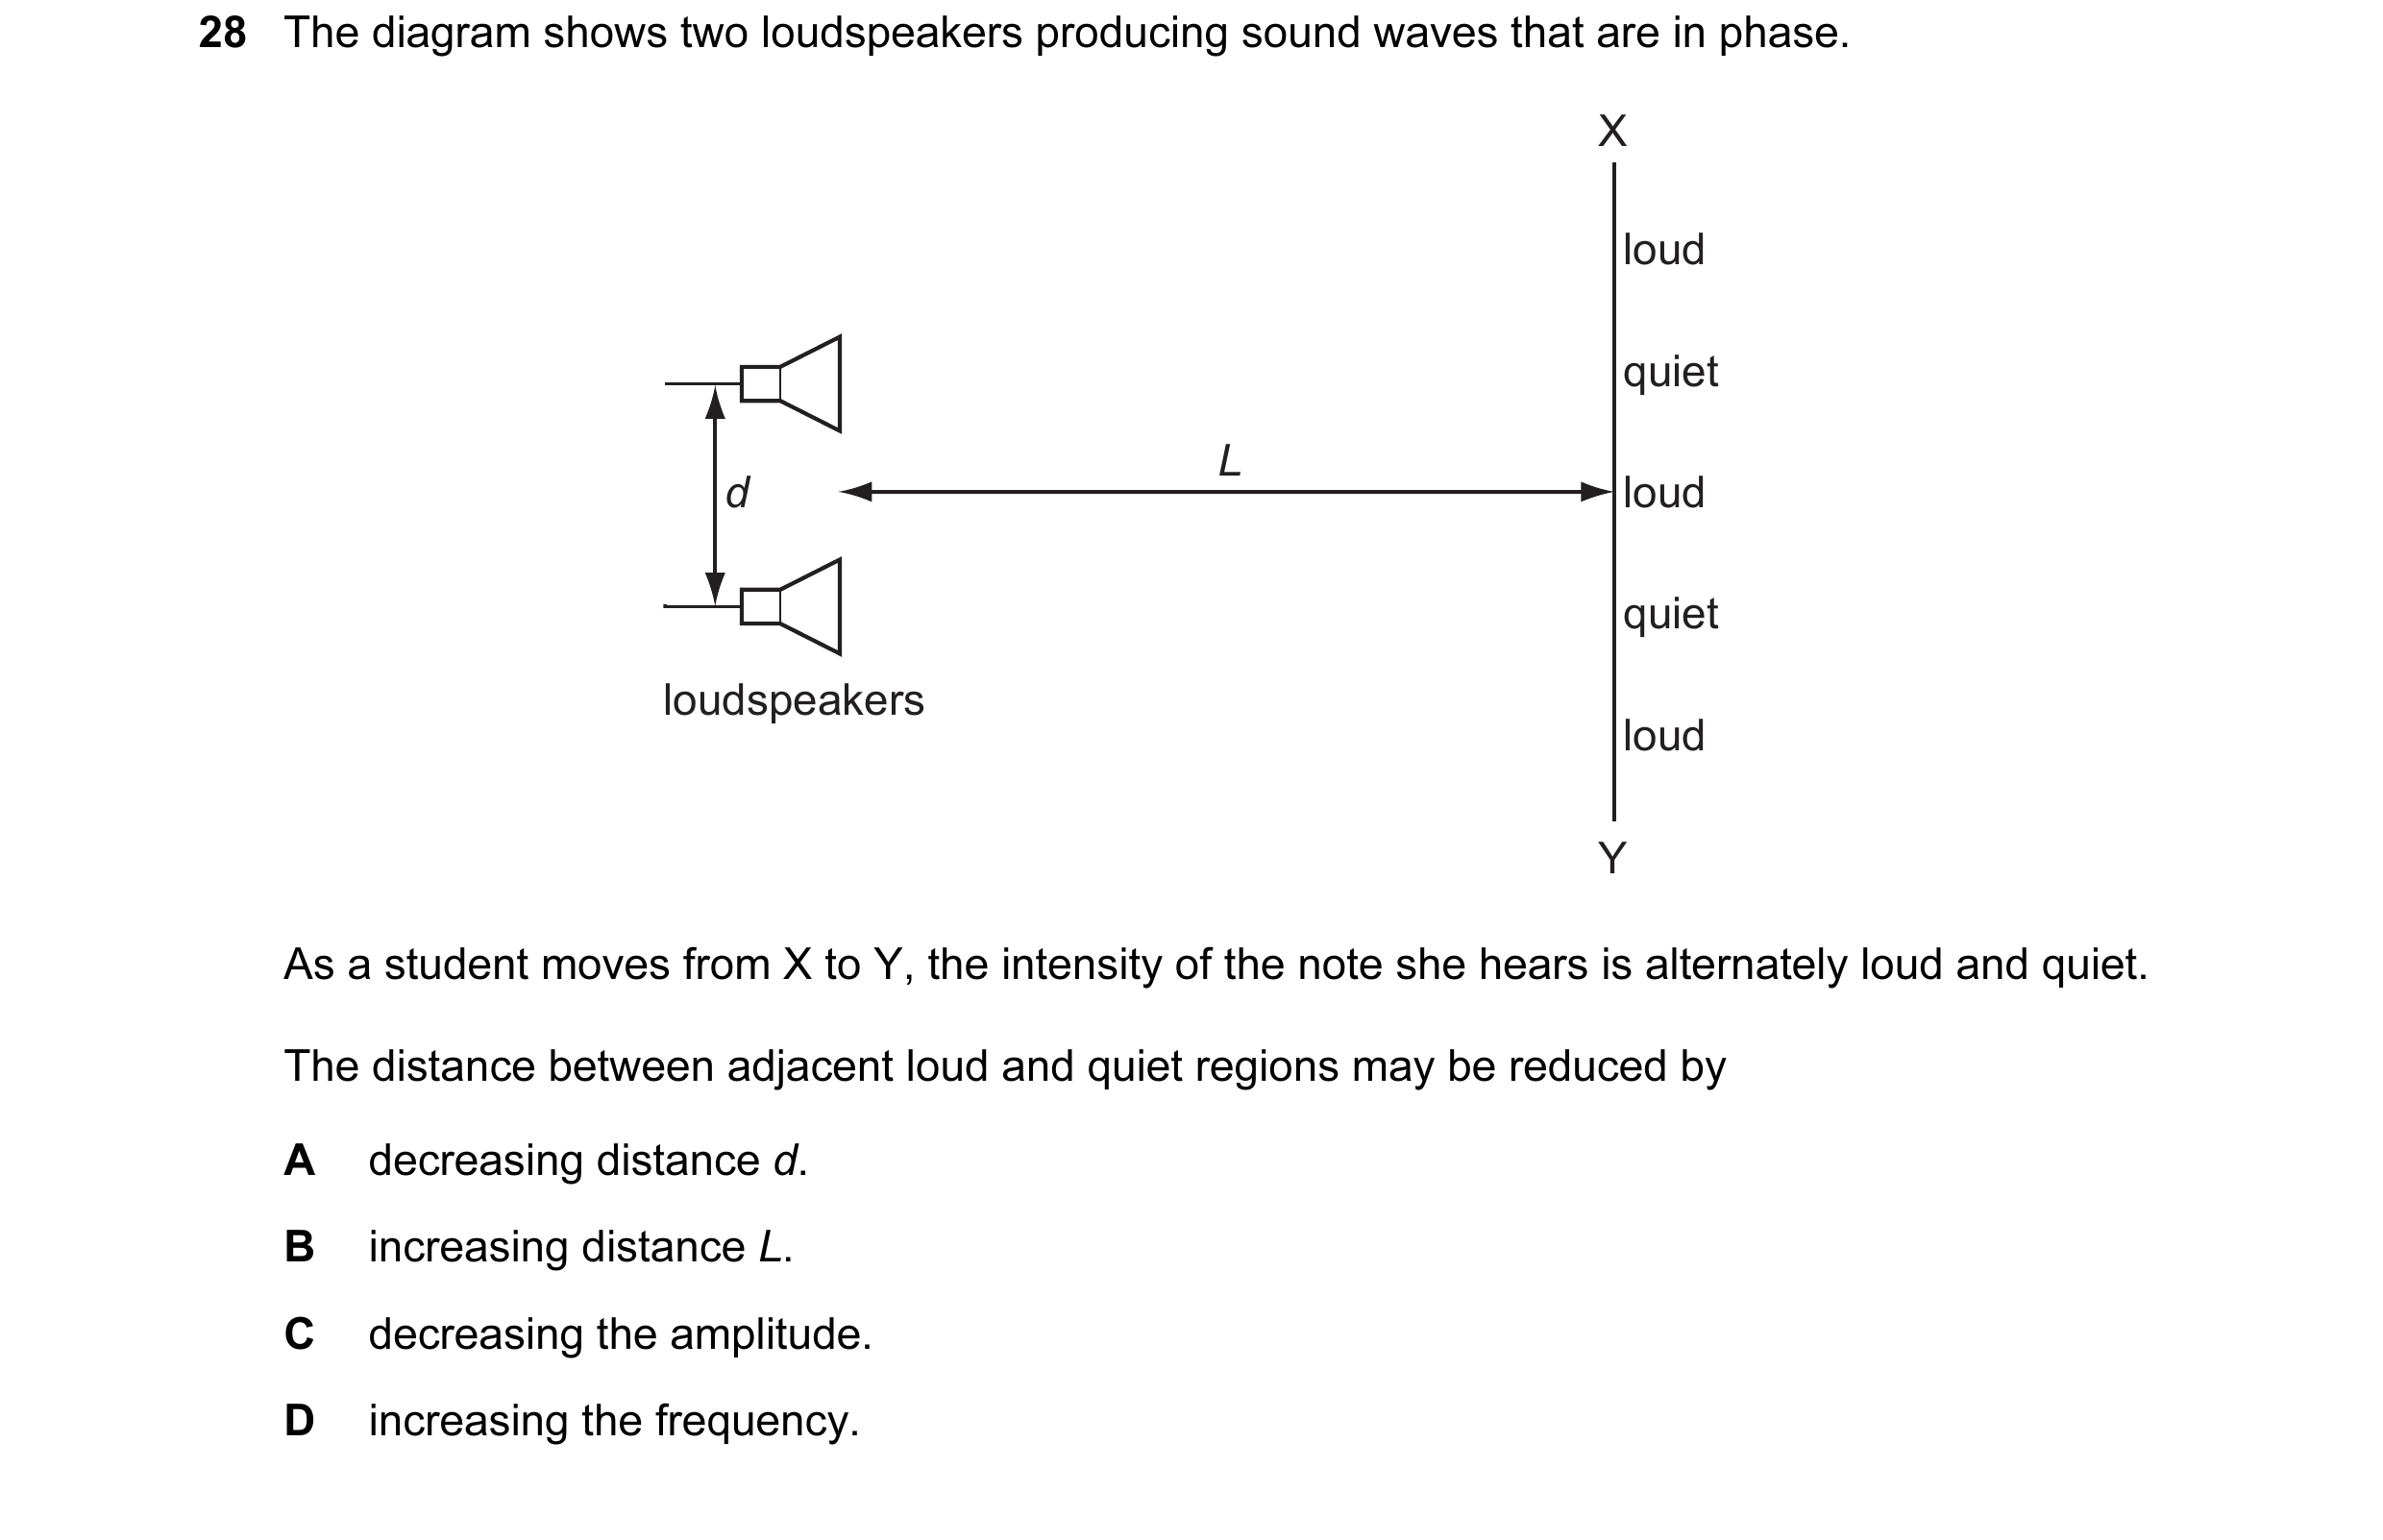 28 The diagram shows two loudspeakers producing sound waves that are in phase.
X
loud
quiet
L
d
loud
quiet
loudspeakers
loud
Y
As a student moves from X to Y, the intensity of the note she hears is alternately loud and quiet.
The distance between adjacent loud and quiet regions may be reduced by
A decreasing distance d.
B increasing distance L.
C decreasing the amplitude.
D increasing the frequency.